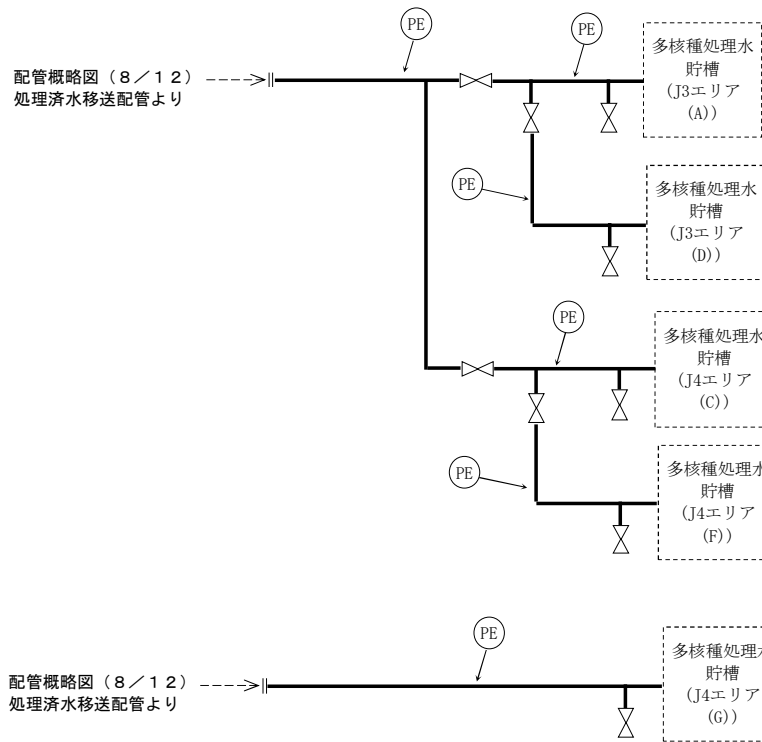 PE
PE
配管概略図（８／１２）
処理済水移送配管より
多核種処理水
貯槽
(J3エリア
(A))
PE
多核種処理水
貯槽
(J3エリア
(D))
PE
多核種処理水
貯槽
(J4エリア
(C))
PE
多核種処理水
貯槽
(J4エリア
(F))
PE
配管概略図（８／１２）
処理済水移送配管より
多核種処理水
貯槽
(J4エリア
(G))